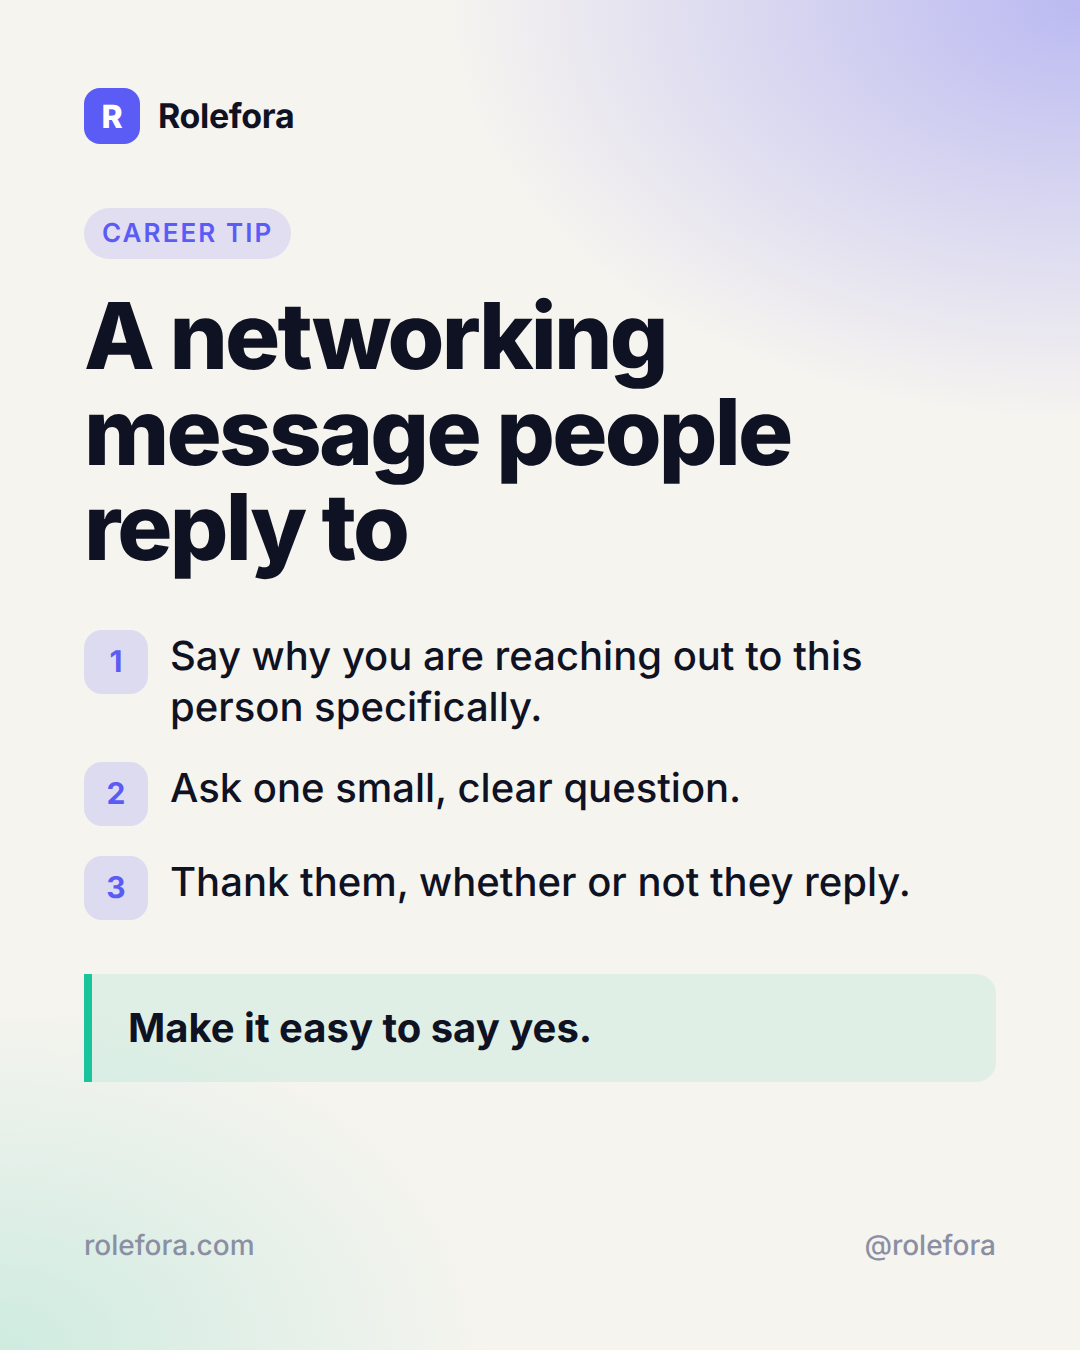 R Rolefora
CAREER TIP
A networking
message people
reply to
1 Say why you are reaching out to this
person specifically.
2 Ask one small, clear question.
3 Thank them, whether or not they reply.
Make it easy to say yes.
rolefora.com @rolefora